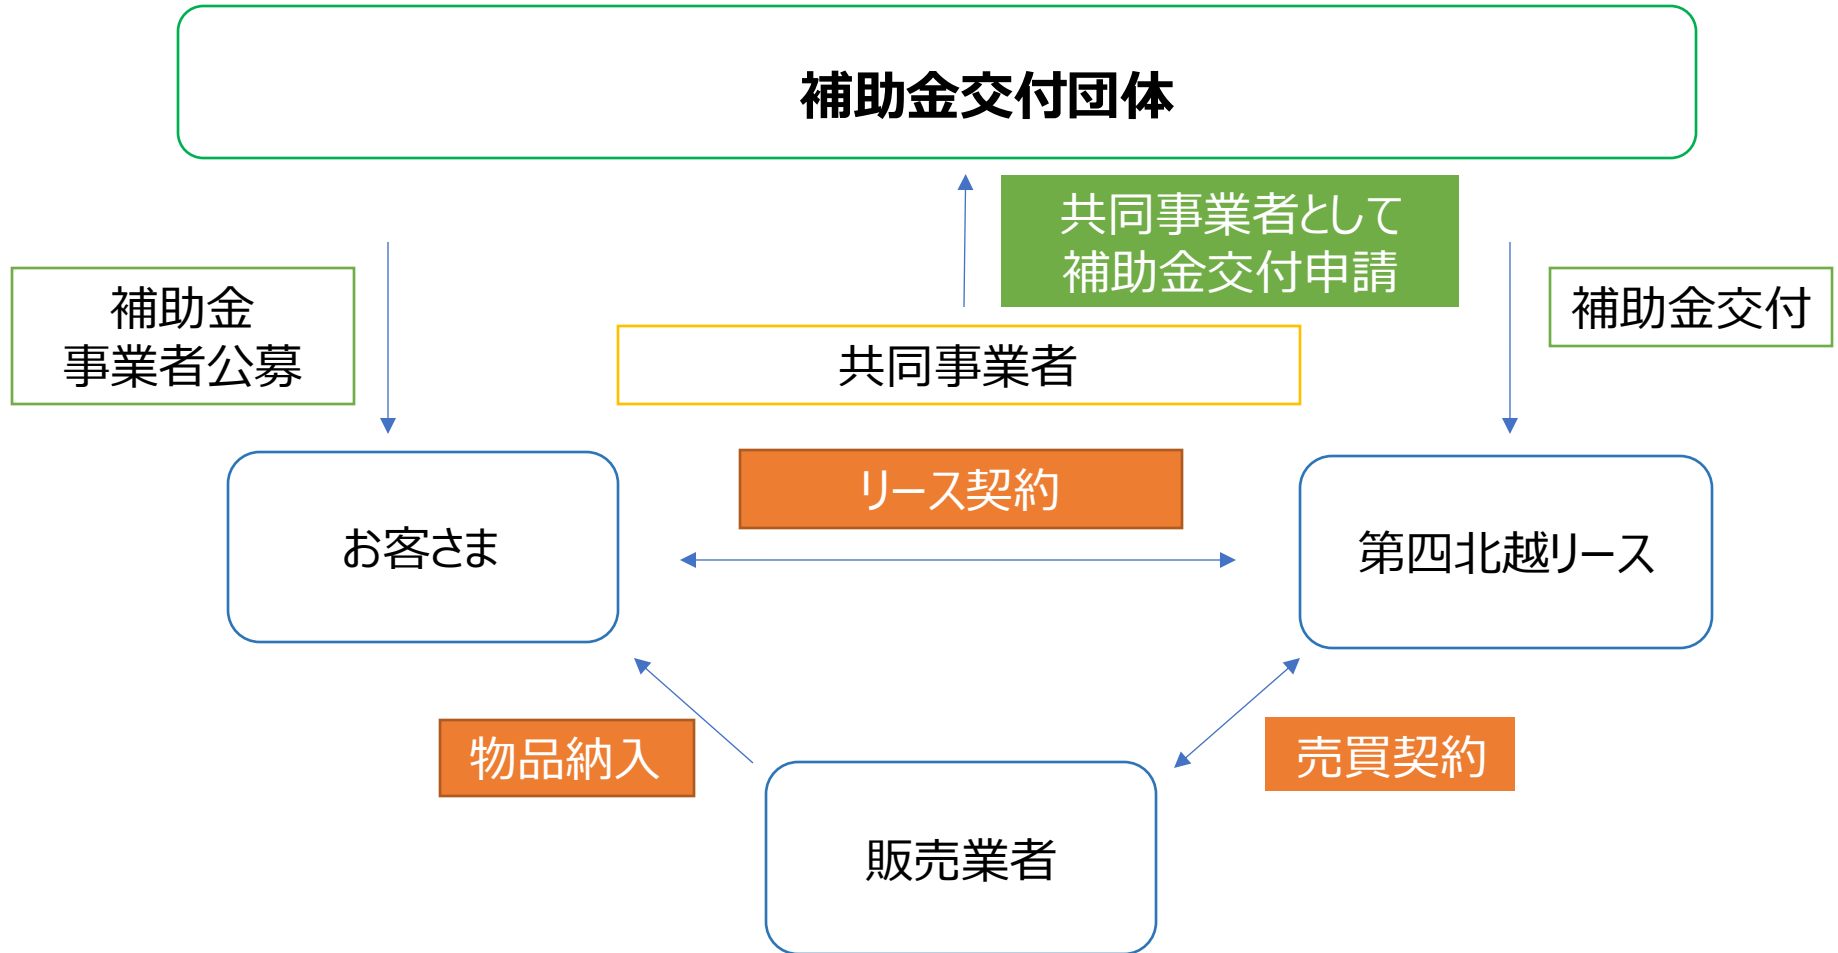 補助金交付団体
共同事業者として
補助金交付申請
補助金
事業者公募
補助金交付
共同事業者
リース契約
お客さま
第四北越リース
物品納入
売買契約
販売業者